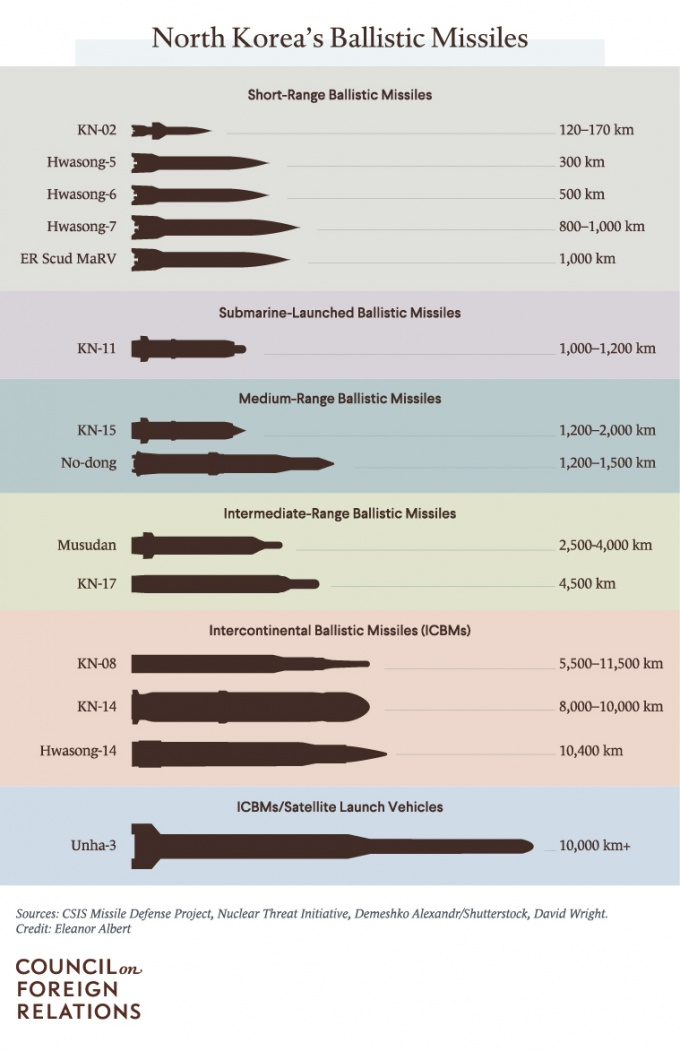 North Korea's Ballistic Missiles
Short-Range Ballistic Missiles
KN-02 120–170 km
Hwasong-5 300 km
Hwasong-6 500 km
Hwasong-7 800–1,000 km
ER Scud MaRV 1,000 km
Submarine-Launched Ballistic Missiles
KN-11 1,000–1,200 km
Medium-Range Ballistic Missiles
KN-15 1,200–2,000 km
No-dong 1,200–1,500 km
Intermediate-Range Ballistic Missiles
Musudan 2,500-4,000 km
KN-17 4,500 km
Intercontinental Ballistic Missiles (ICBMs)
KN-08 5,500–11,500 km
KN-14 8,000–10,000 km
Hwasong-14 10,400 km
ICBMs/Satellite Launch Vehicles
Unha-3 10,000 km+
Sources: CSIS Missile Defense Project, Nuclear Threat Initiative, Demeshko Alexandr/Shutterstock, David Wright.
Credit: Eleanor Albert
COUNCIL on
FOREIGN
RELATIONS